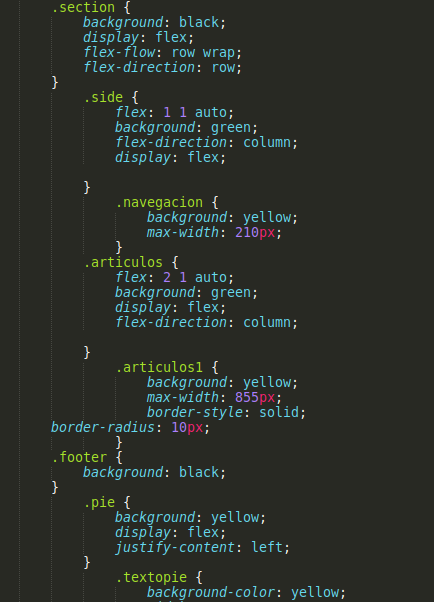 .section {
background: black;
display: flex;
flex-flow: row wrap;
flex-direction: row;
}
.side {
flex: 1 1 auto;
background: green;
flex-direction: column;
display: flex;
}
.navegacion {
background: yellow;
max-width: 210px;
}
.articulos {
flex: 2 1 auto;
background: green;
display: flex;
flex-direction: column;
}
.articulos1 {
background: yellow;
max-width: 855px;
border-style: solid;
border-radius: 10px;
}
.footer {
background: black;
}
.pie {
background: yellow;
display: flex;
justify-content: left;
}
.textopie {
background-color: yellow;